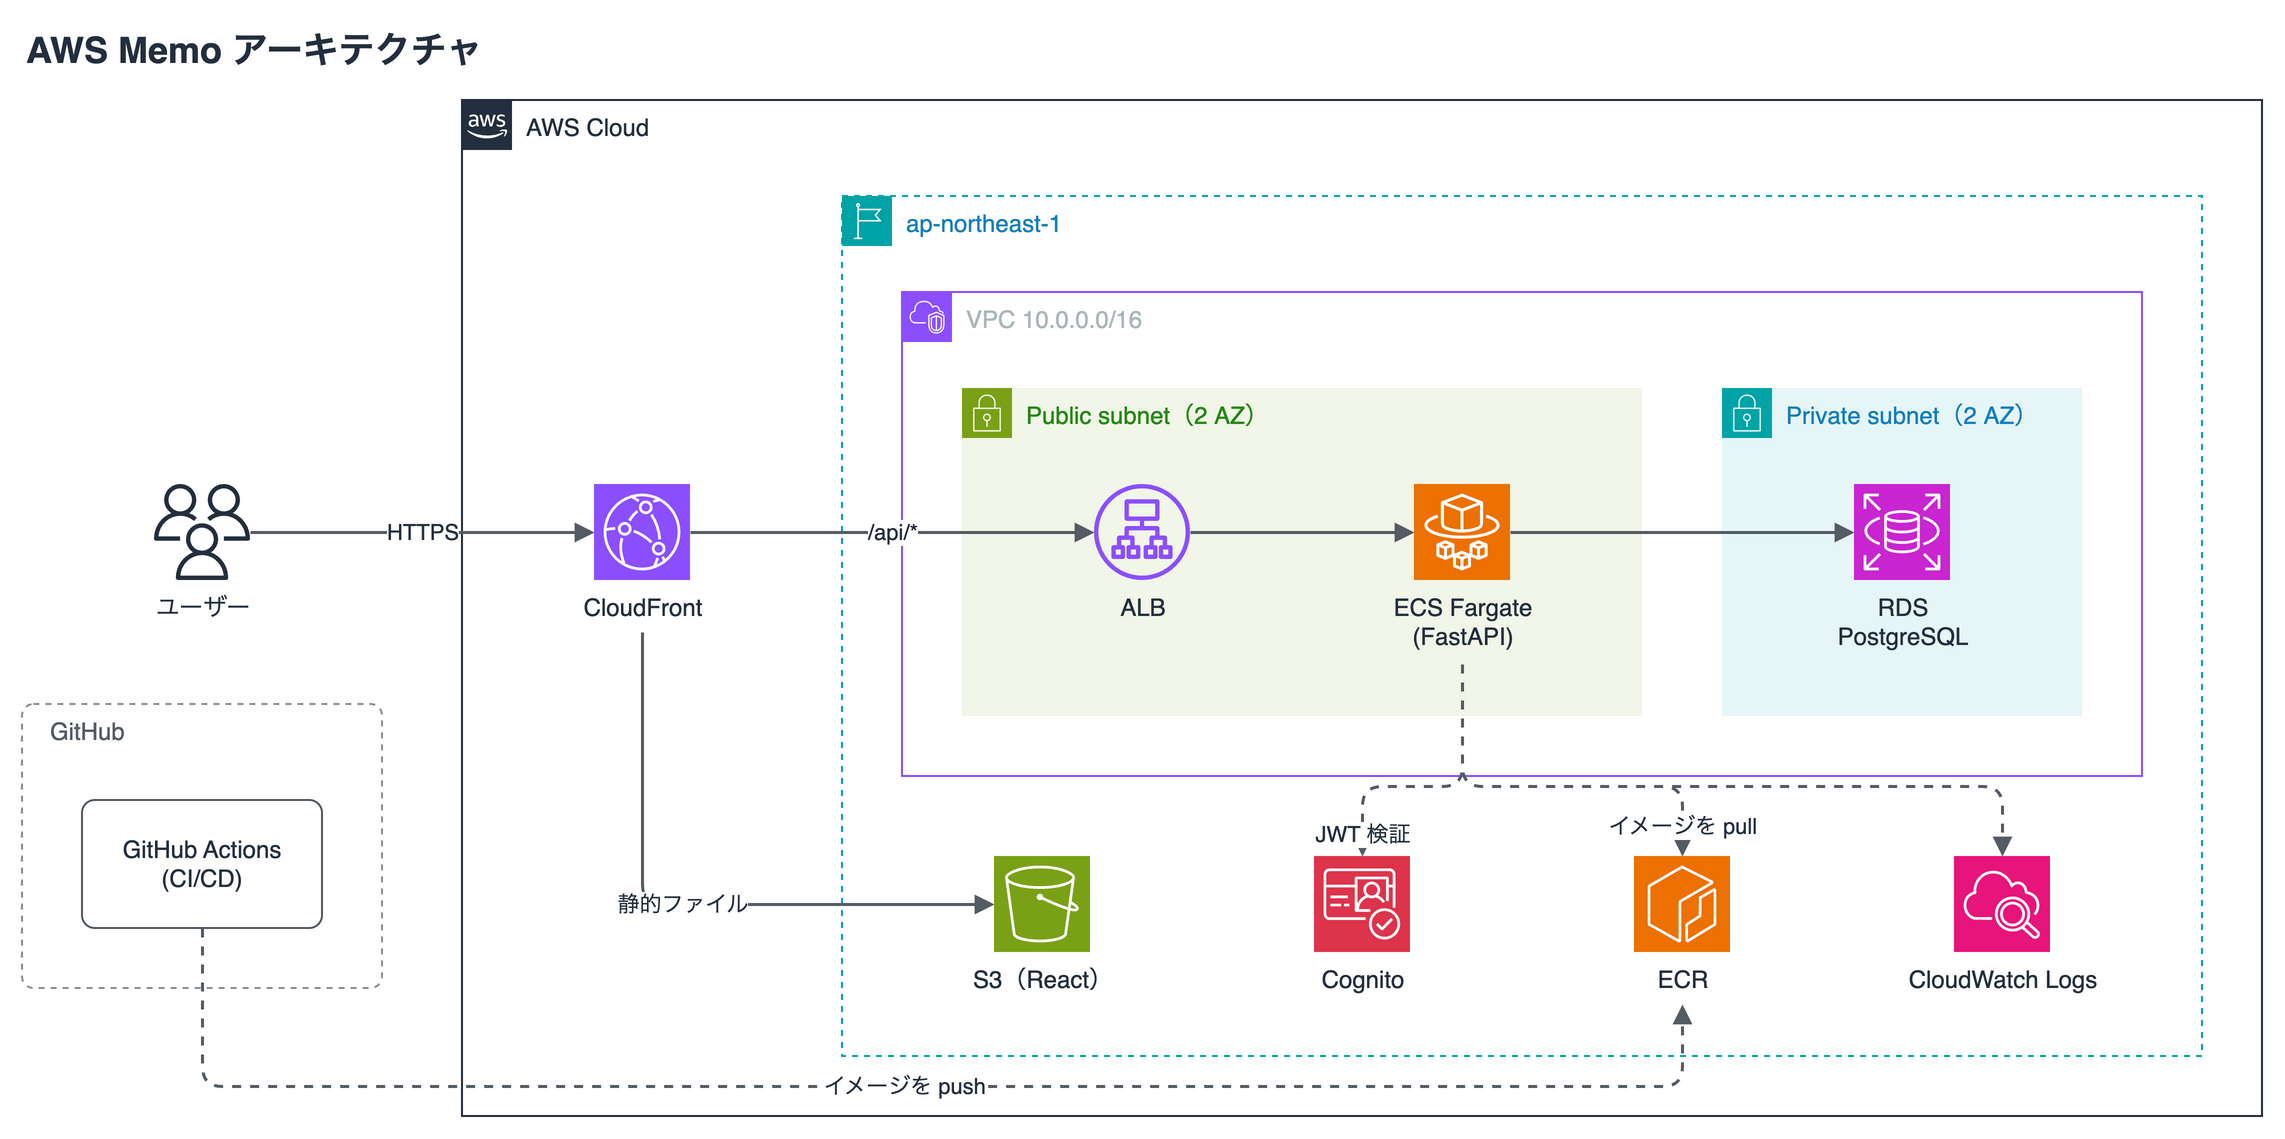 AWS Memo アーキテクチャ
aws
AWS Cloud
ap-northeast-1
VPC 10.0.0.0/16
Public subnet（2 AZ）
Private subnet（2 AZ）
HTTPS
/api/*
ユーザー
CloudFront
ALB
ECS Fargate
(FastAPI)
RDS
PostgreSQL
GitHub
GitHub Actions
(CI/CD)
JWT 検証
イメージを pull
静的ファイル
S3（React）
Cognito
ECR
CloudWatch Logs
イメージを push